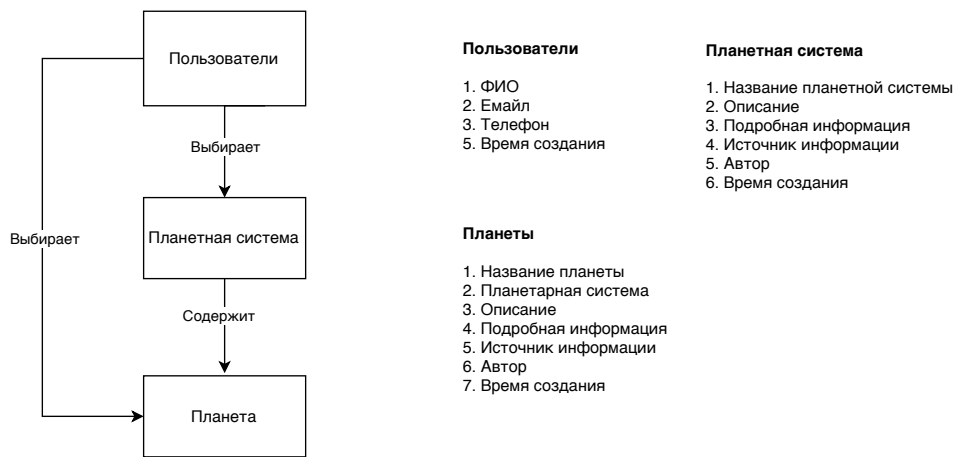 Пользователи
Выбирает
Планетная система
Выбирает
Содержит
Планета
Пользователи
1. ФИО
2. Емайл
3. Телефон
5. Время создания
Планетная система
1. Название планетной системы
2. Описание
3. Подробная информация
4. Источник информации
5. Автор
6. Время создания
Планеты
1. Название планеты
2. Планетарная система
3. Описание
4. Подробная информация
5. Источник информации
6. Автор
7. Время создания